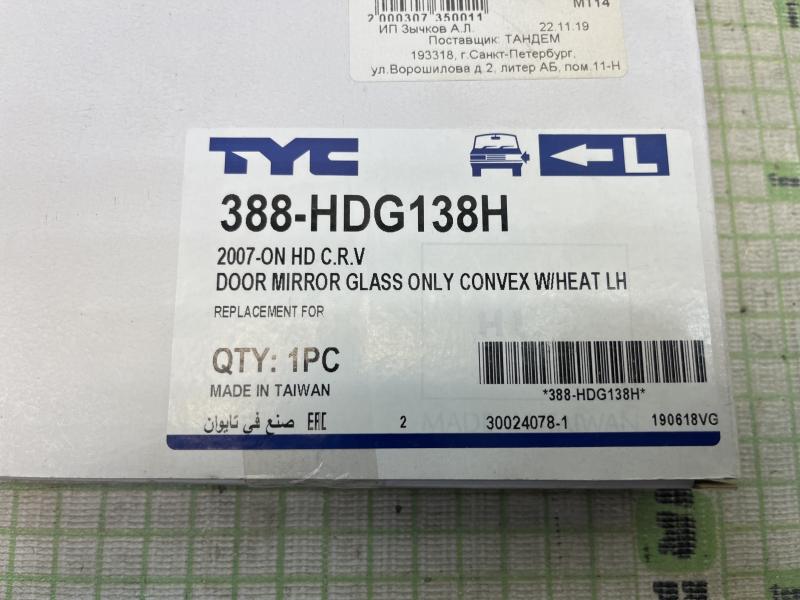 M114
2 000307 350011
ИП Зычков А.Л. 22.11.19
Поставщик: ТАНДЕМ
193318, г.Санкт-Петербург,
ул.Ворошилова д 2, литер АБ, пом.11-Н
TYC L
388-HDG138H
2007-ON HD C.R.V
DOOR MIRROR GLASS ONLY CONVEX W/HEAT LH
REPLACEMENT FOR
QTY: 1PC
MADE IN TAIWAN
*388-HDG138H*
صنع في تايوان EAC 2 30024078-1 190618VG